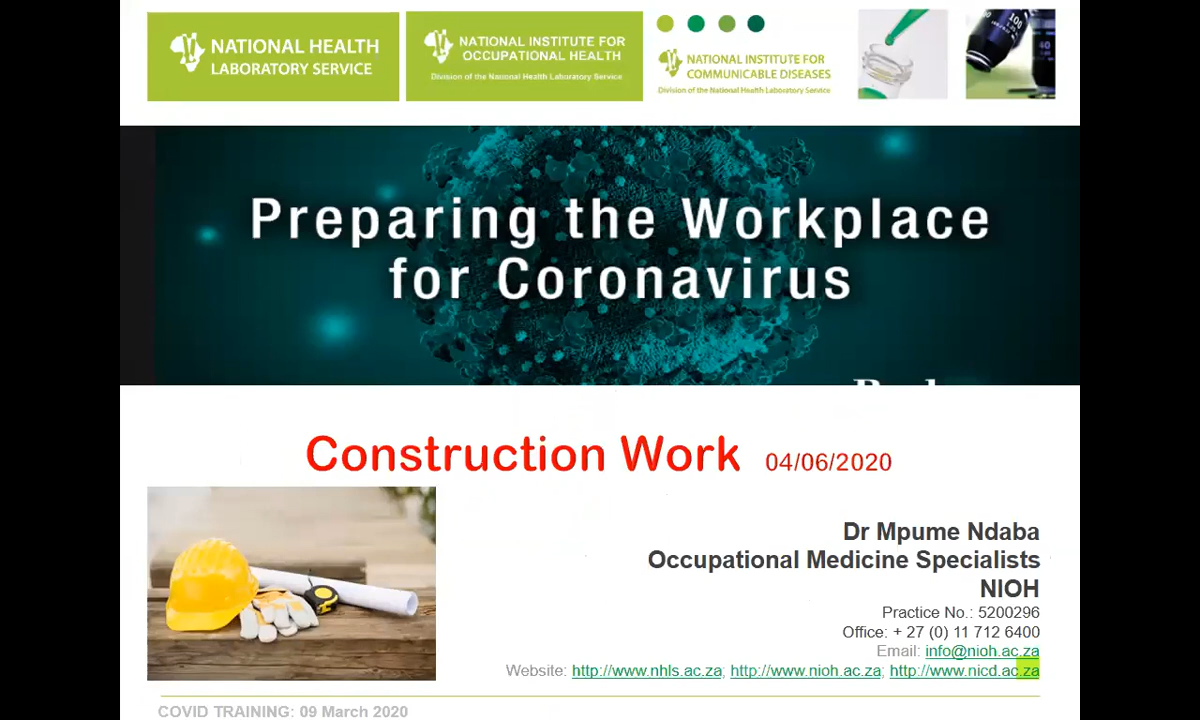 NATIONAL HEALTH
LABORATORY SERVICE
NATIONAL INSTITUTE FOR
OCCUPATIONAL HEALTH
Division of the National Health Laboratory Service
NATIONAL INSTITUTE FOR
COMMUNICABLE DISEASES
Division of the National Health Laboratory Service
100
40
Preparing the Workplace
for Coronavirus
Construction Work 04/06/2020
Dr Mpume Ndaba
Occupational Medicine Specialists
NIOH
Practice No.: 5200296
Office: + 27 (0) 11 712 6400
Email: info@nioh.ac.za
Website: http://www.nhls.ac.za; http://www.nioh.ac.za; http://www.nicd.ac.za
COVID TRAINING: 09 March 2020